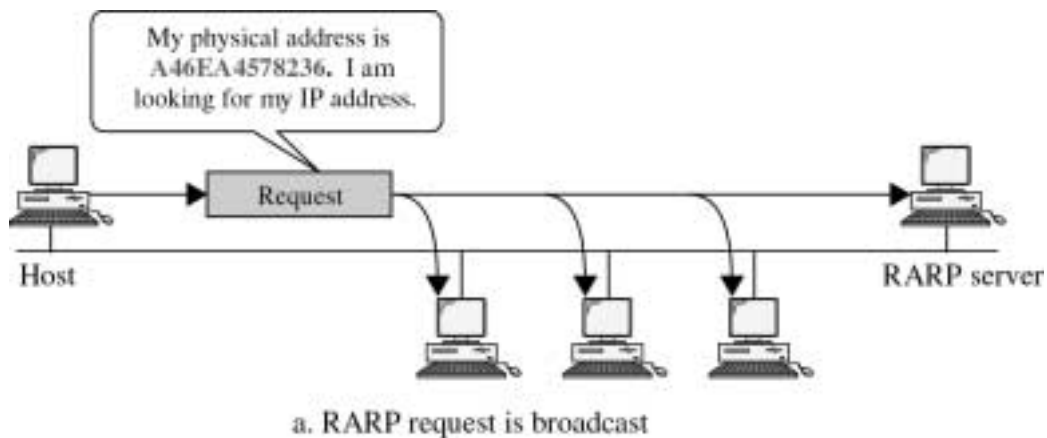 My physical address is
A46EA4578236. I am
looking for my IP address.
Request
Host
RARP server
a. RARP request is broadcast